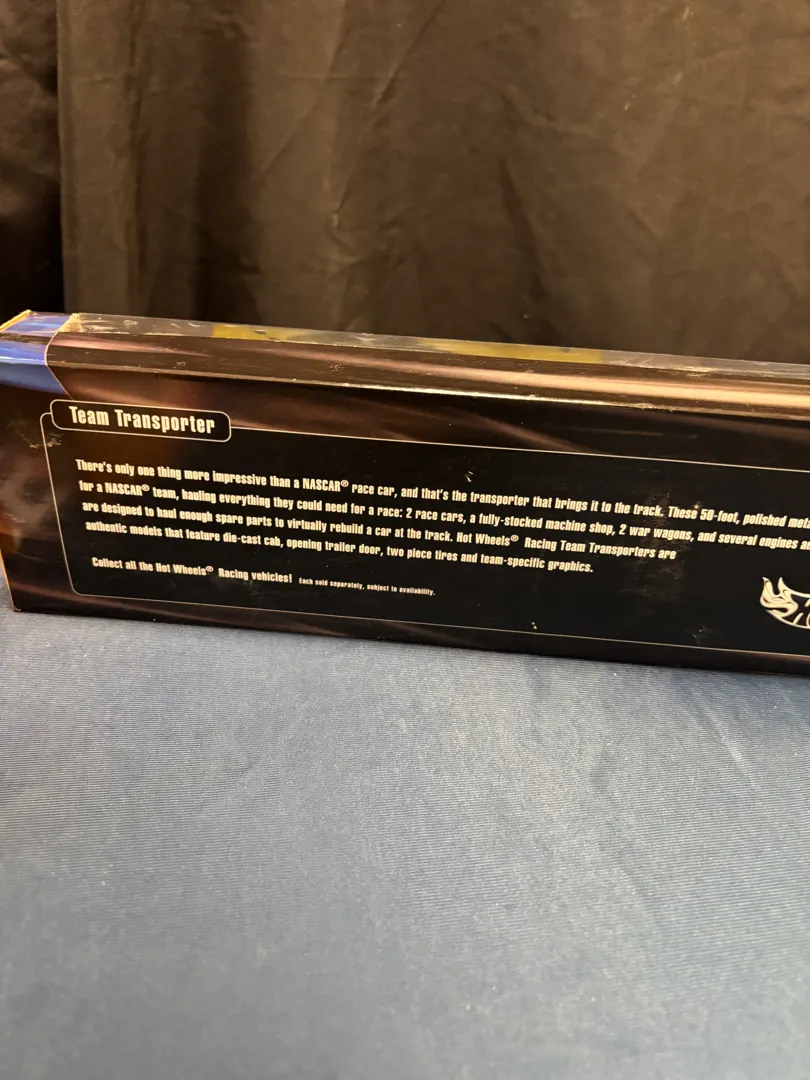 Team Transporter
There's only one thing more impressive than a NASCAR® race car, and that's the transporter that brings it to the track. These 50-foot, polished
for a NASCAR® team, hauling everything they could need for a race: 2 race cars, a fully-stocked machine shop, 2 war wagons, and several engines
are designed to haul enough spare parts to virtually rebuild a car at the track. Hot Wheels® Racing Team Transporters are
authentic models that feature die-cast cab, opening trailer door, two piece tires and team-specific graphics.
Collect all the Hot Wheels® Racing vehicles! Each sold separately, subject to availability.